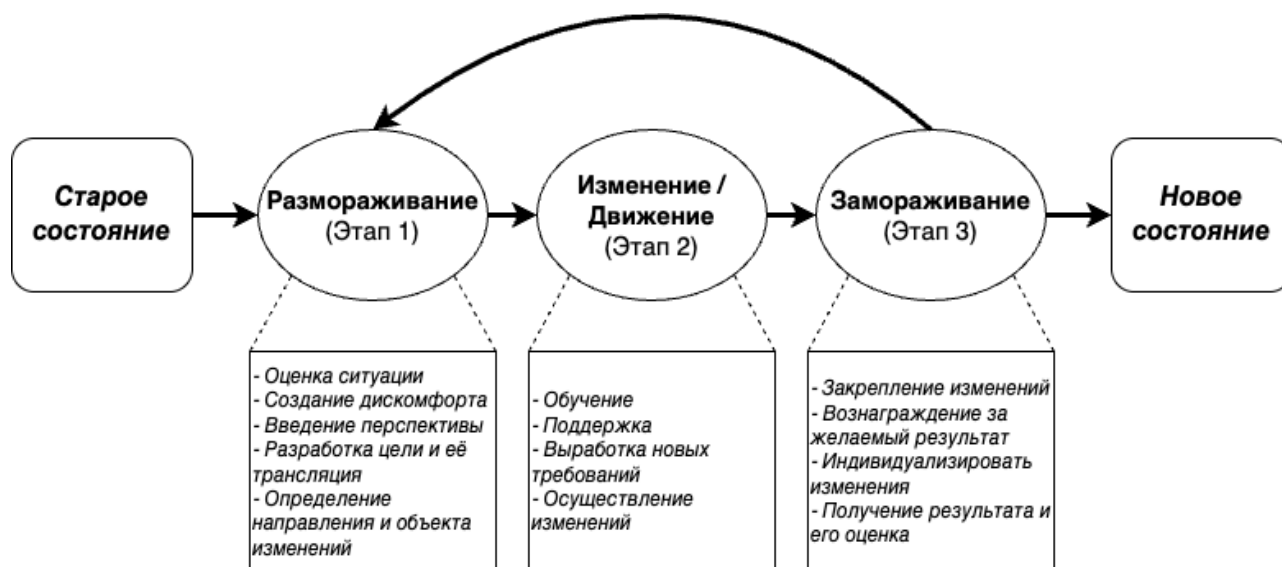 Старое
состояние
Размораживание
(Этап 1)
Изменение /
Движение
(Этап 2)
Замораживание
(Этап 3)
Новое
состояние
- Оценка ситуации
- Создание дискомфорта
- Введение перспективы
- Разработка цели и её
трансляция
- Определение
направления и объекта
изменений
- Обучение
- Поддержка
- Выработка новых
требований
- Осуществление
изменений
- Закрепление изменений
- Вознаграждение за
желаемый результат
- Индивидуализировать
изменения
- Получение результата и
его оценка